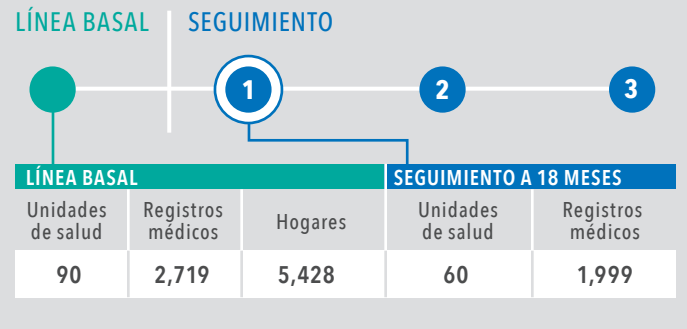 LÍNEA BASAL
SEGUIMIENTO
1
2
3
LÍNEA BASAL
SEGUIMIENTO A 18 MESES
Unidades
de salud
Registros
médicos
Hogares
Unidades
de salud
Registros
médicos
90
2,719
5,428
60
1,999